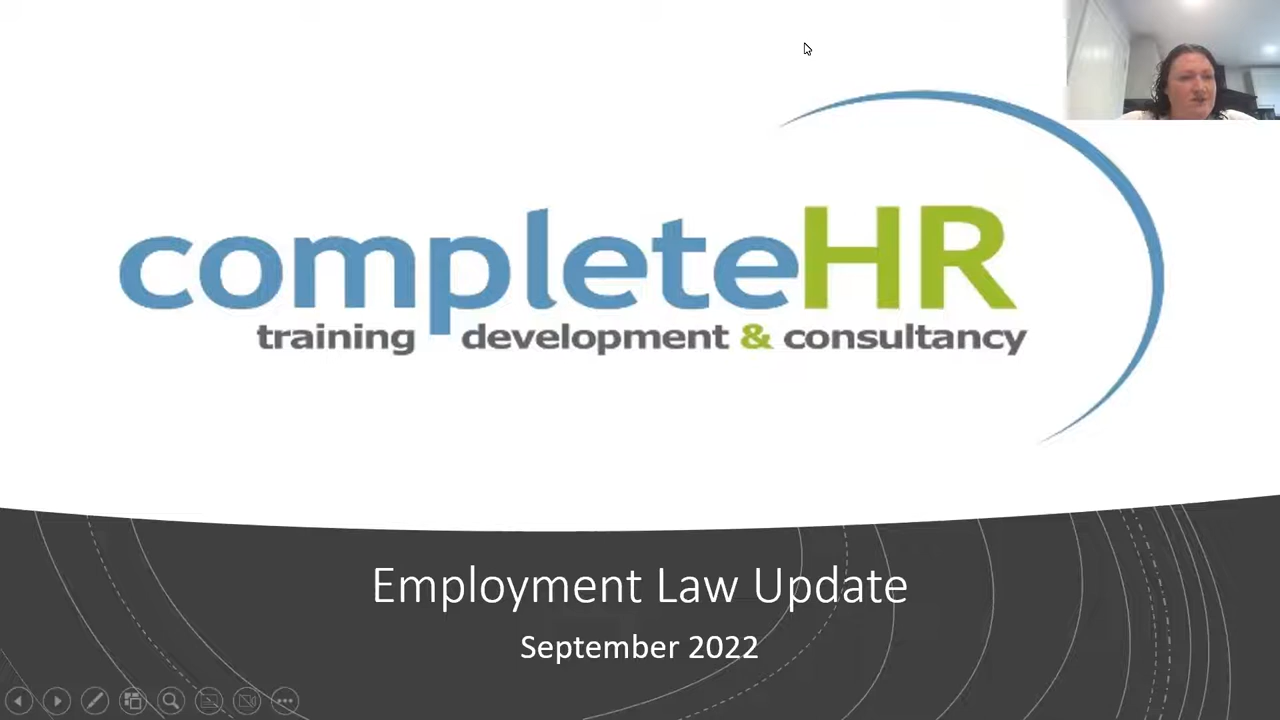 completeHR
training development & consultancy
Employment Law Update
September 2022